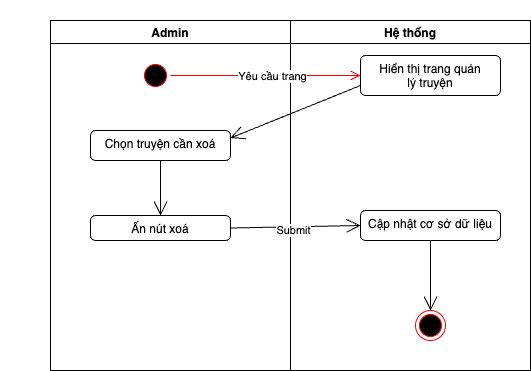 Admin
Hệ thống
Yêu cầu trang
Hiển thị trang quản
lý truyện
Chọn truyện cần xoá
Ấn nút xoá
Submit
Cập nhật cơ sở dữ liệu